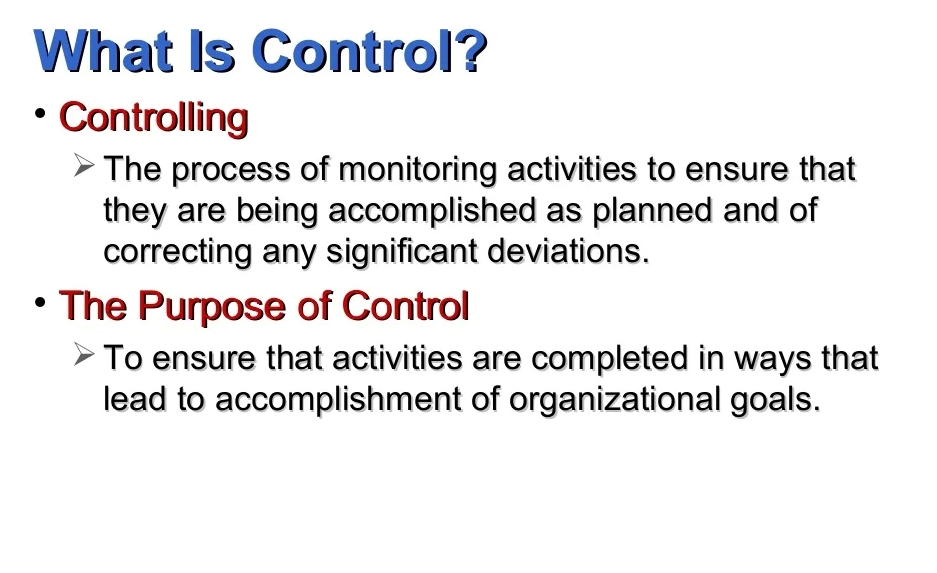 What Is Control?
• Controlling
➢ The process of monitoring activities to ensure that
they are being accomplished as planned and of
correcting any significant deviations.
• The Purpose of Control
➢ To ensure that activities are completed in ways that
lead to accomplishment of organizational goals.